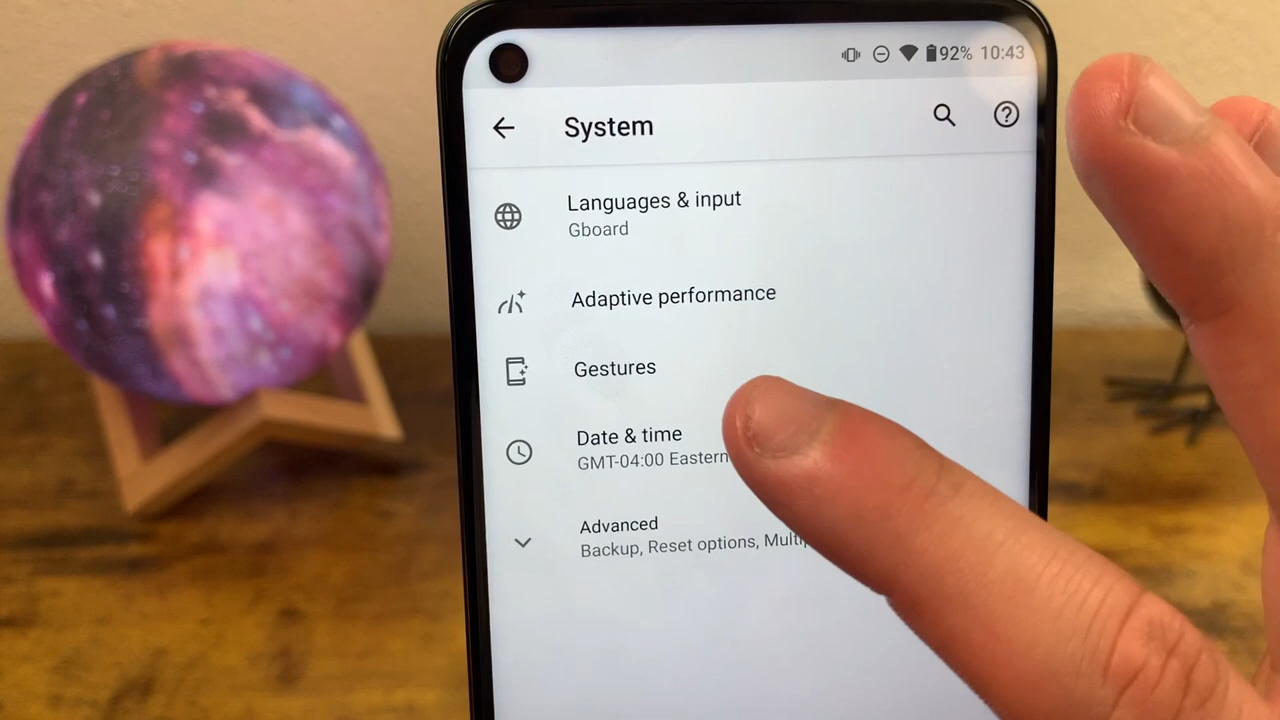 92% 10:43
System
Languages & input
Gboard
Adaptive performance
Gestures
Date & time
GMT-04:00 Eastern
Advanced
Backup, Reset options,